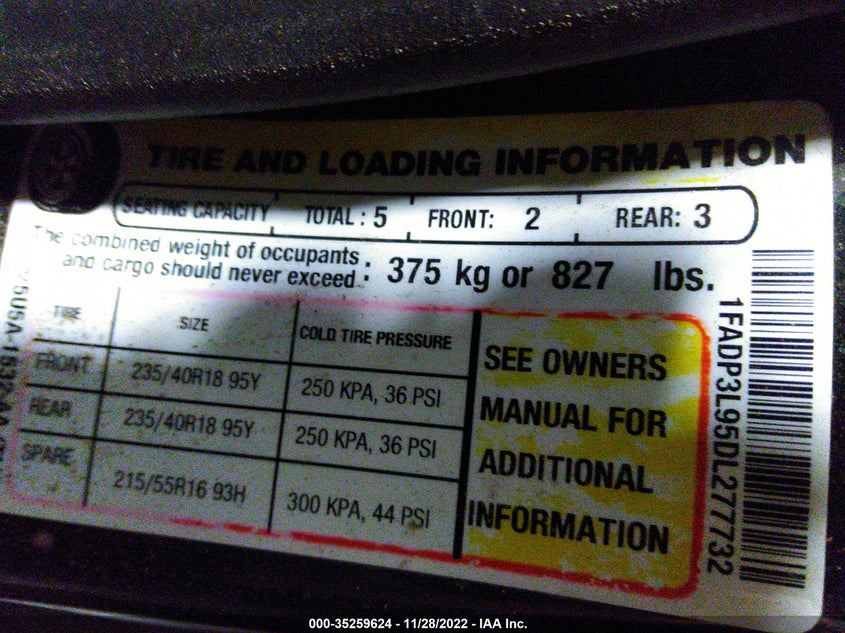 TIRE AND LOADING INFORMATION
SEATING CAPACITY TOTAL : 5 FRONT: 2 REAR: 3
The combined weight of occupants
and cargo should never exceed : 375 kg or 827 lbs.
TIRE SIZE COLD TIRE PRESSURE
FRONT 235/40R18 95Y 250 KPA, 36 PSI
REAR 235/40R18 95Y 250 KPA, 36 PSI
SPARE 215/55R16 93H 300 KPA, 44 PSI
SEE OWNERS
MANUAL FOR
ADDITIONAL
INFORMATION
1FADP3L95DL277732
000-35259624 - 11/28/2022 - IAA Inc.